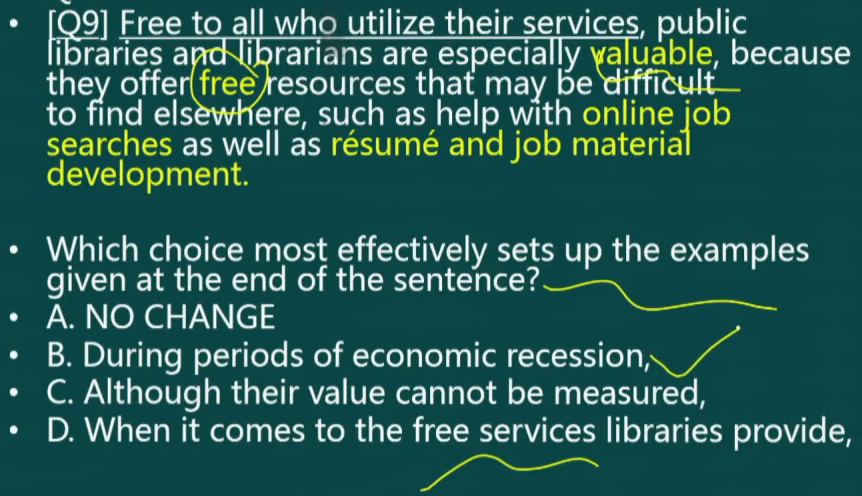 • [Q9] Free to all who utilize their services, public
libraries and librarians are especially valuable, because
they offer free resources that may be difficult
to find elsewhere, such as help with online job
searches as well as résumé and job material
development.
• Which choice most effectively sets up the examples
given at the end of the sentence?
• A. NO CHANGE
• B. During periods of economic recession,
• C. Although their value cannot be measured,
• D. When it comes to the free services libraries provide,